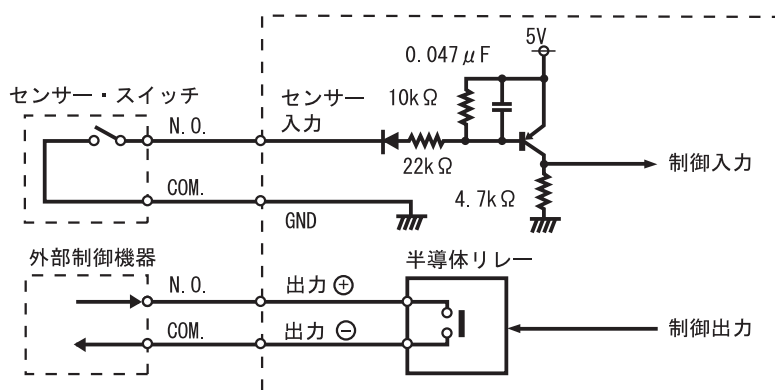 5V
0.047μF
センサー・スイッチ
センサー
入力
10kΩ
N.O.
22kΩ
制御入力
COM.
GND
4.7kΩ
外部制御機器
半導体リレー
N.O.
出力⊕
COM.
出力⊖
制御出力